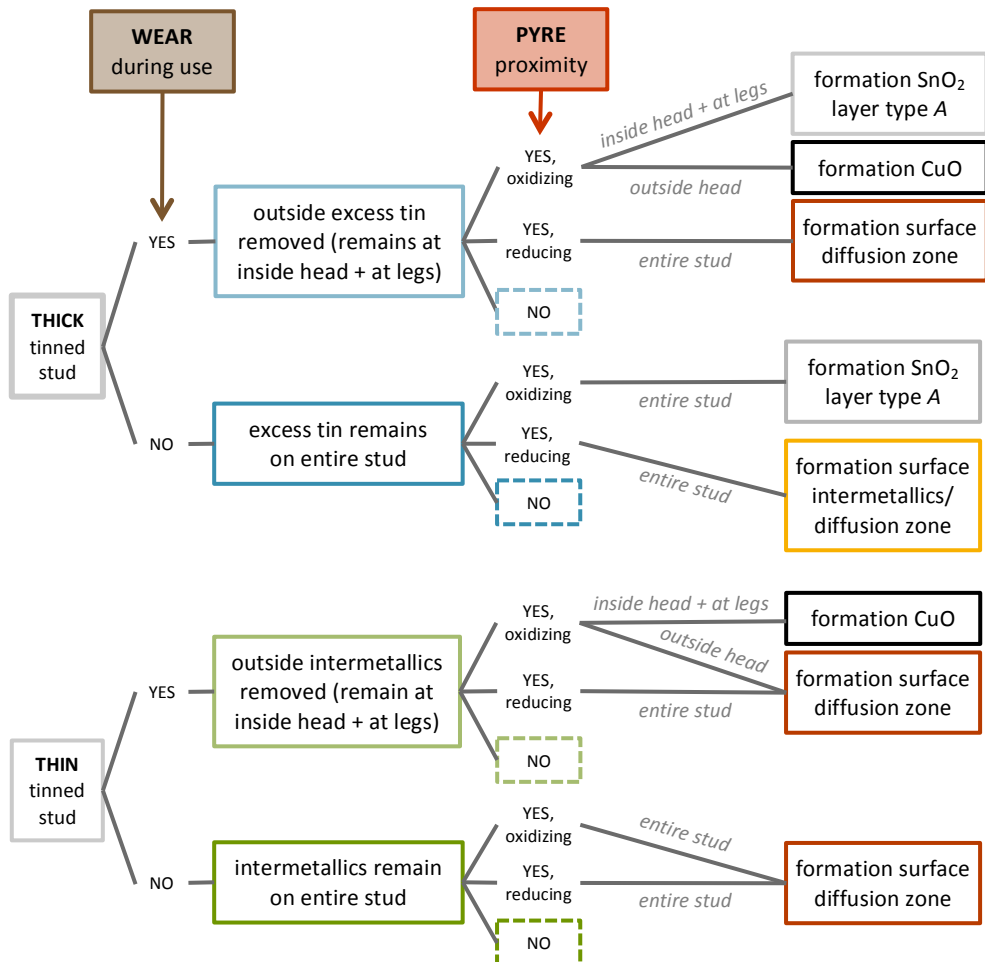 WEAR
during use
PYRE
proximity
THICK
tinned
stud
YES
outside excess tin
removed (remains at
inside head + at legs)
YES,
oxidizing
inside head + at legs
formation SnO₂
layer type A
outside head
formation CuO
YES,
reducing
entire stud
formation surface
diffusion zone
NO
NO
excess tin remains
on entire stud
YES,
oxidizing
entire stud
formation SnO₂
layer type A
YES,
reducing
entire stud
formation surface
intermetallics/
diffusion zone
NO
THIN
tinned
stud
YES
outside intermetallics
removed (remain at
inside head + at legs)
YES,
oxidizing
inside head + at legs
formation CuO
outside head
YES,
reducing
entire stud
formation surface
diffusion zone
NO
NO
intermetallics remain
on entire stud
YES,
oxidizing
entire stud
YES,
reducing
entire stud
formation surface
diffusion zone
NO